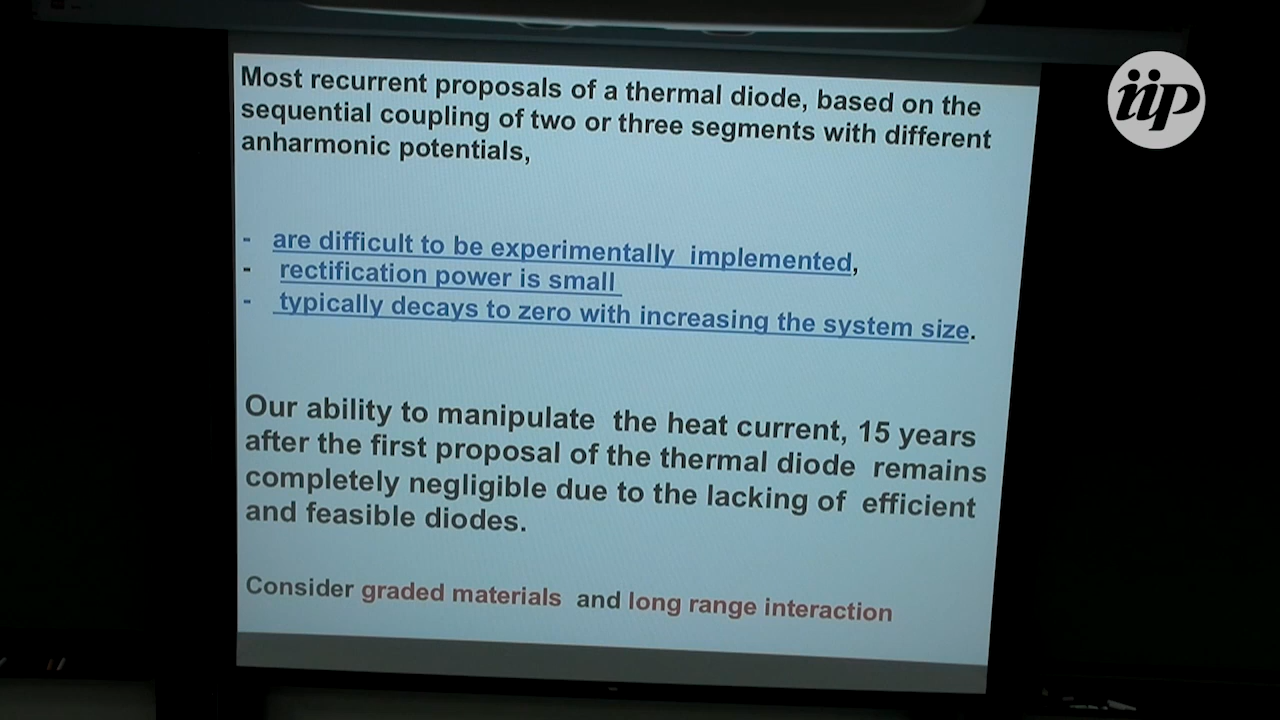 iip
Most recurrent proposals of a thermal diode, based on the
sequential coupling of two or three segments with different
anharmonic potentials,
- are difficult to be experimentally implemented,
- rectification power is small
- typically decays to zero with increasing the system size.
Our ability to manipulate the heat current, 15 years
after the first proposal of the thermal diode remains
completely negligible due to the lacking of efficient
and feasible diodes.
Consider graded materials and long range interaction